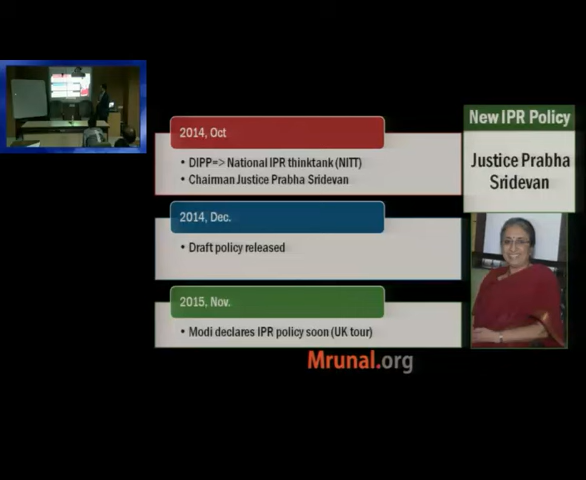 2014, Oct
• DIPP=> National IPR thinktank (NITT)
• Chairman Justice Prabha Sridevan
2014, Dec.
• Draft policy released
2015, Nov.
• Modi declares IPR policy soon (UK tour)
New IPR Policy
Justice Prabha
Sridevan
Mrunal.org